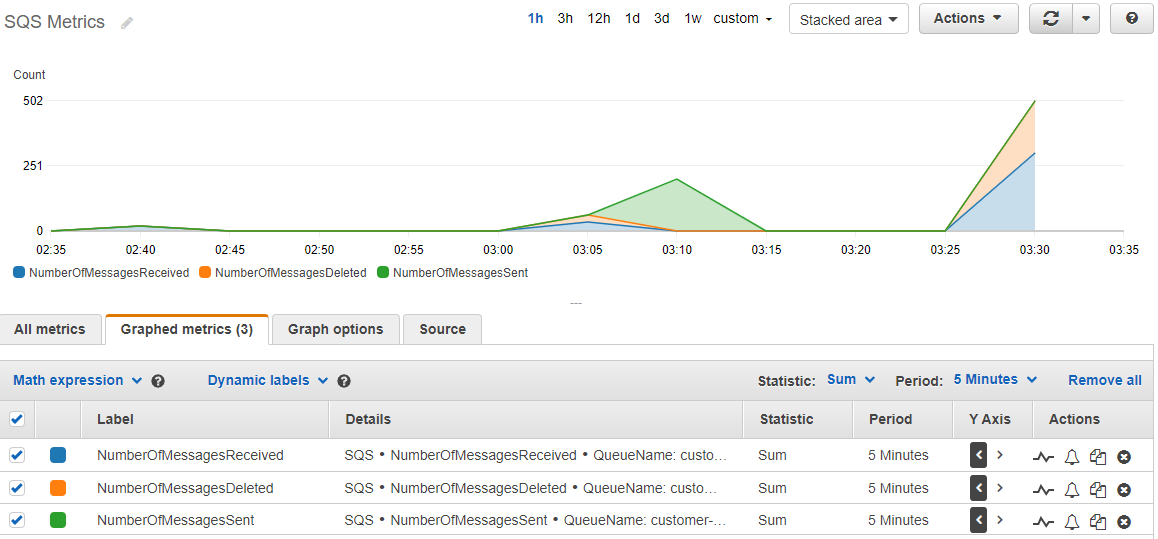 SQS Metrics 1h 3h 12h 1d 3d 1w custom Stacked area Actions ?
Count
502
251
0
02:35 02:40 02:45 02:50 02:55 03:00 03:05 03:10 03:15 03:20 03:25 03:30 03:35
NumberOfMessagesReceived NumberOfMessagesDeleted NumberOfMessagesSent
All metrics Graphed metrics (3) Graph options Source
Math expression ? Dynamic labels ? Statistic: Sum Period: 5 Minutes Remove all
Label Details Statistic Period Y Axis Actions
NumberOfMessagesReceived SQS • NumberOfMessagesReceived • QueueName: custo... Sum 5 Minutes < >
NumberOfMessagesDeleted SQS • NumberOfMessagesDeleted • QueueName: custo... Sum 5 Minutes < >
NumberOfMessagesSent SQS • NumberOfMessagesSent • QueueName: customer-... Sum 5 Minutes < >